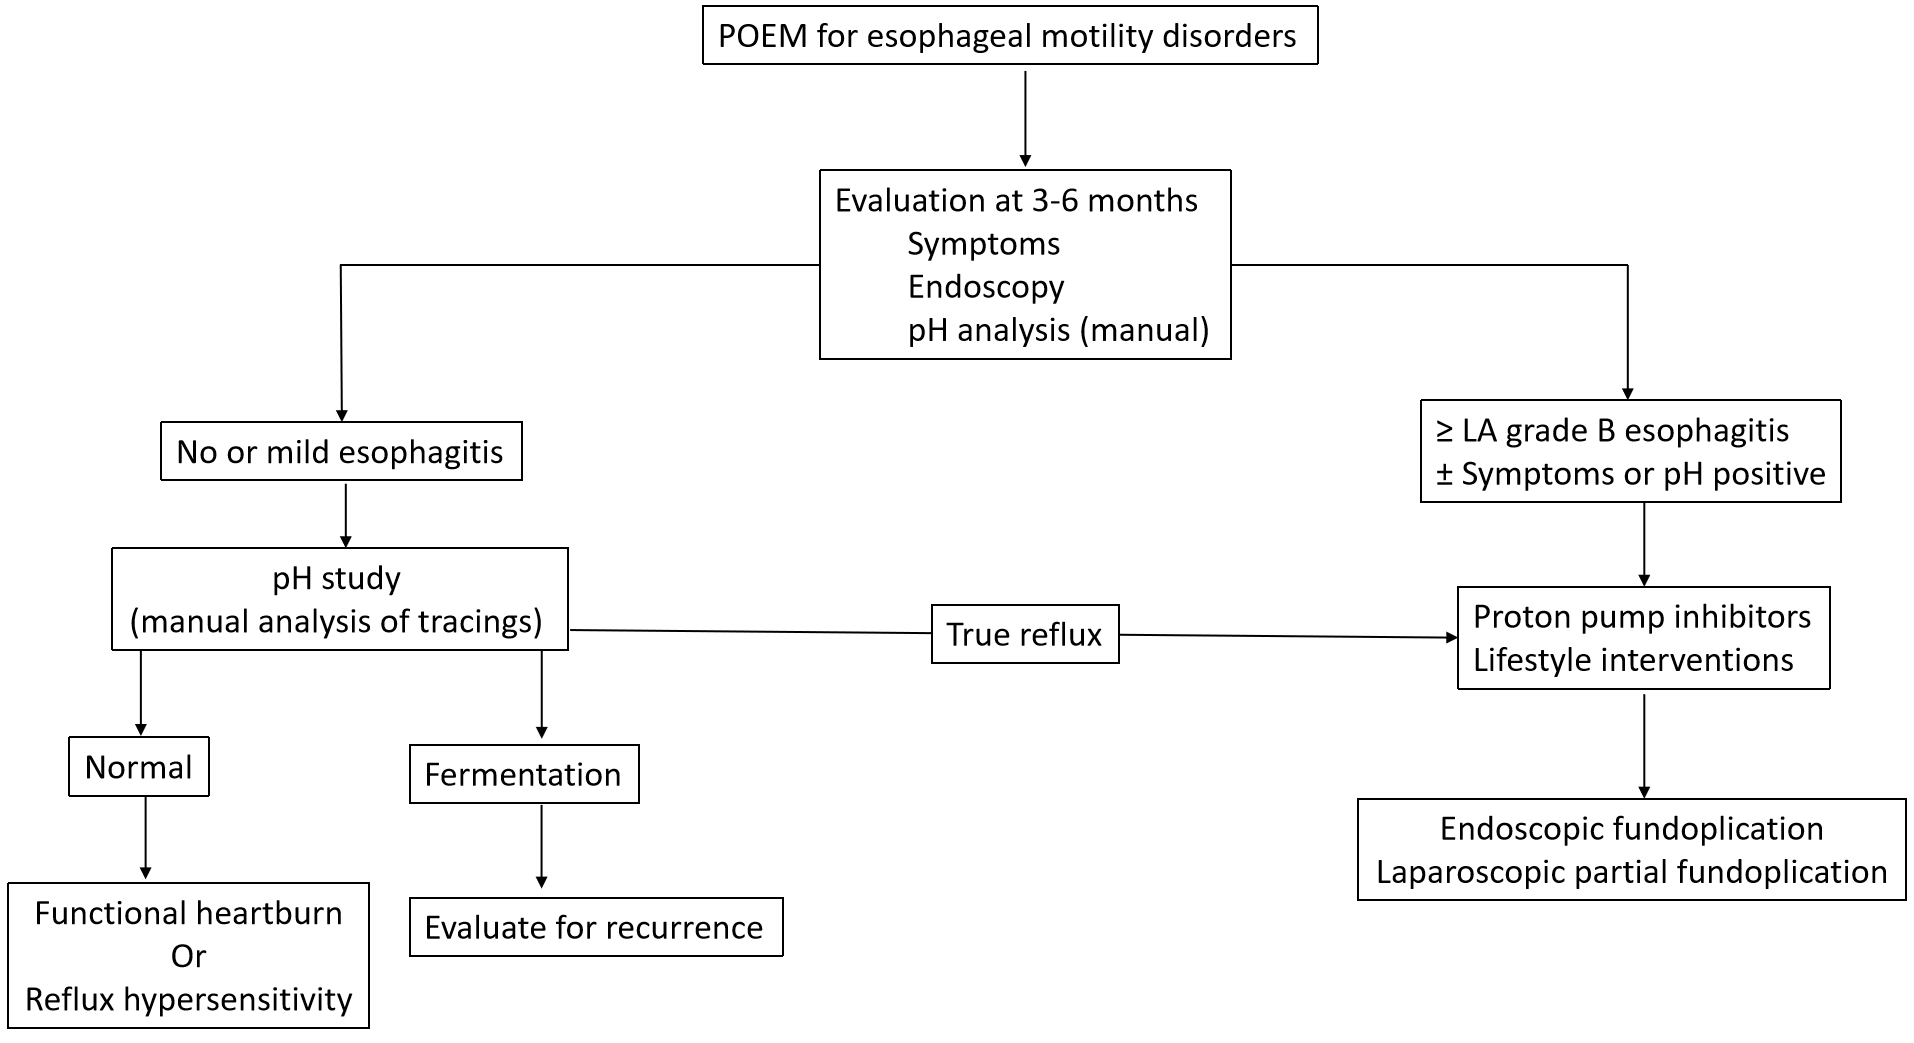 POEM for esophageal motility disorders
Evaluation at 3-6 months
Symptoms
Endoscopy
pH analysis (manual)
No or mild esophagitis
≥ LA grade B esophagitis
± Symptoms or pH positive
pH study
(manual analysis of tracings)
True reflux
Proton pump inhibitors
Lifestyle interventions
Normal
Fermentation
Endoscopic fundoplication
Laparoscopic partial fundoplication
Functional heartburn
Or
Reflux hypersensitivity
Evaluate for recurrence